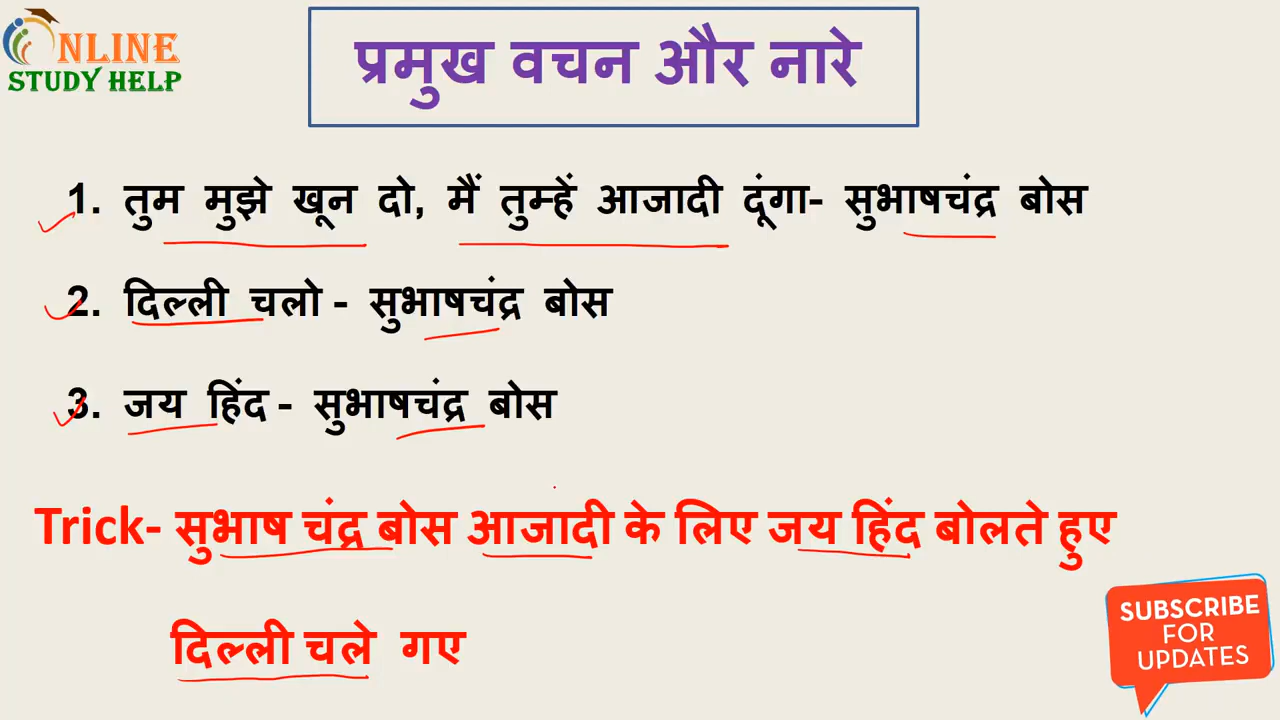 ONLINE
STUDY HELP
प्रमुख वचन और नारे
1. तुम मुझे खून दो, मैं तुम्हें आजादी दूंगा- सुभाषचंद्र बोस
2. दिल्ली चलो - सुभाषचंद्र बोस
3. जय हिंद - सुभाषचंद्र बोस
Trick- सुभाष चंद्र बोस आजादी के लिए जय हिंद बोलते हुए
दिल्ली चले गए
SUBSCRIBE
FOR
UPDATES